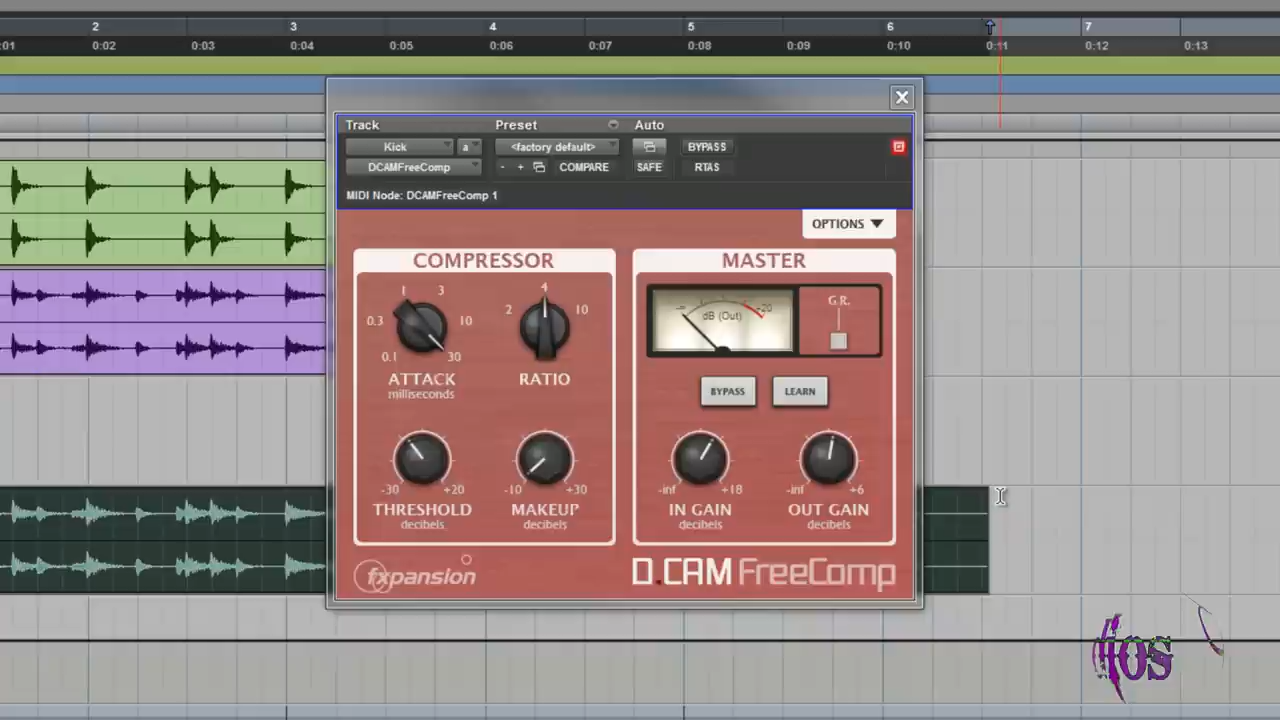 2 3 4 5 6 7
:01 0:02 0:03 0:04 0:05 0:06 0:07 0:08 0:09 0:10 0:11 0:12 0:13
Track Preset Auto
Kick a <factory default> BYPASS
DCAMFreeComp - + COMPARE SAFE RTAS
MIDI Node: DCAMFreeComp 1
OPTIONS
COMPRESSOR
0.1 0.3 1 3 10 30
ATTACK
milliseconds
2 4 10
RATIO
-30 +20
THRESHOLD
decibels
-10 +30
MAKEUP
decibels
MASTER
-∞ -20
dB (Out)
G.R.
BYPASS LEARN
-inf +18
IN GAIN
decibels
-inf +6
OUT GAIN
decibels
fxpansion
D.CAM FreeComp
fos